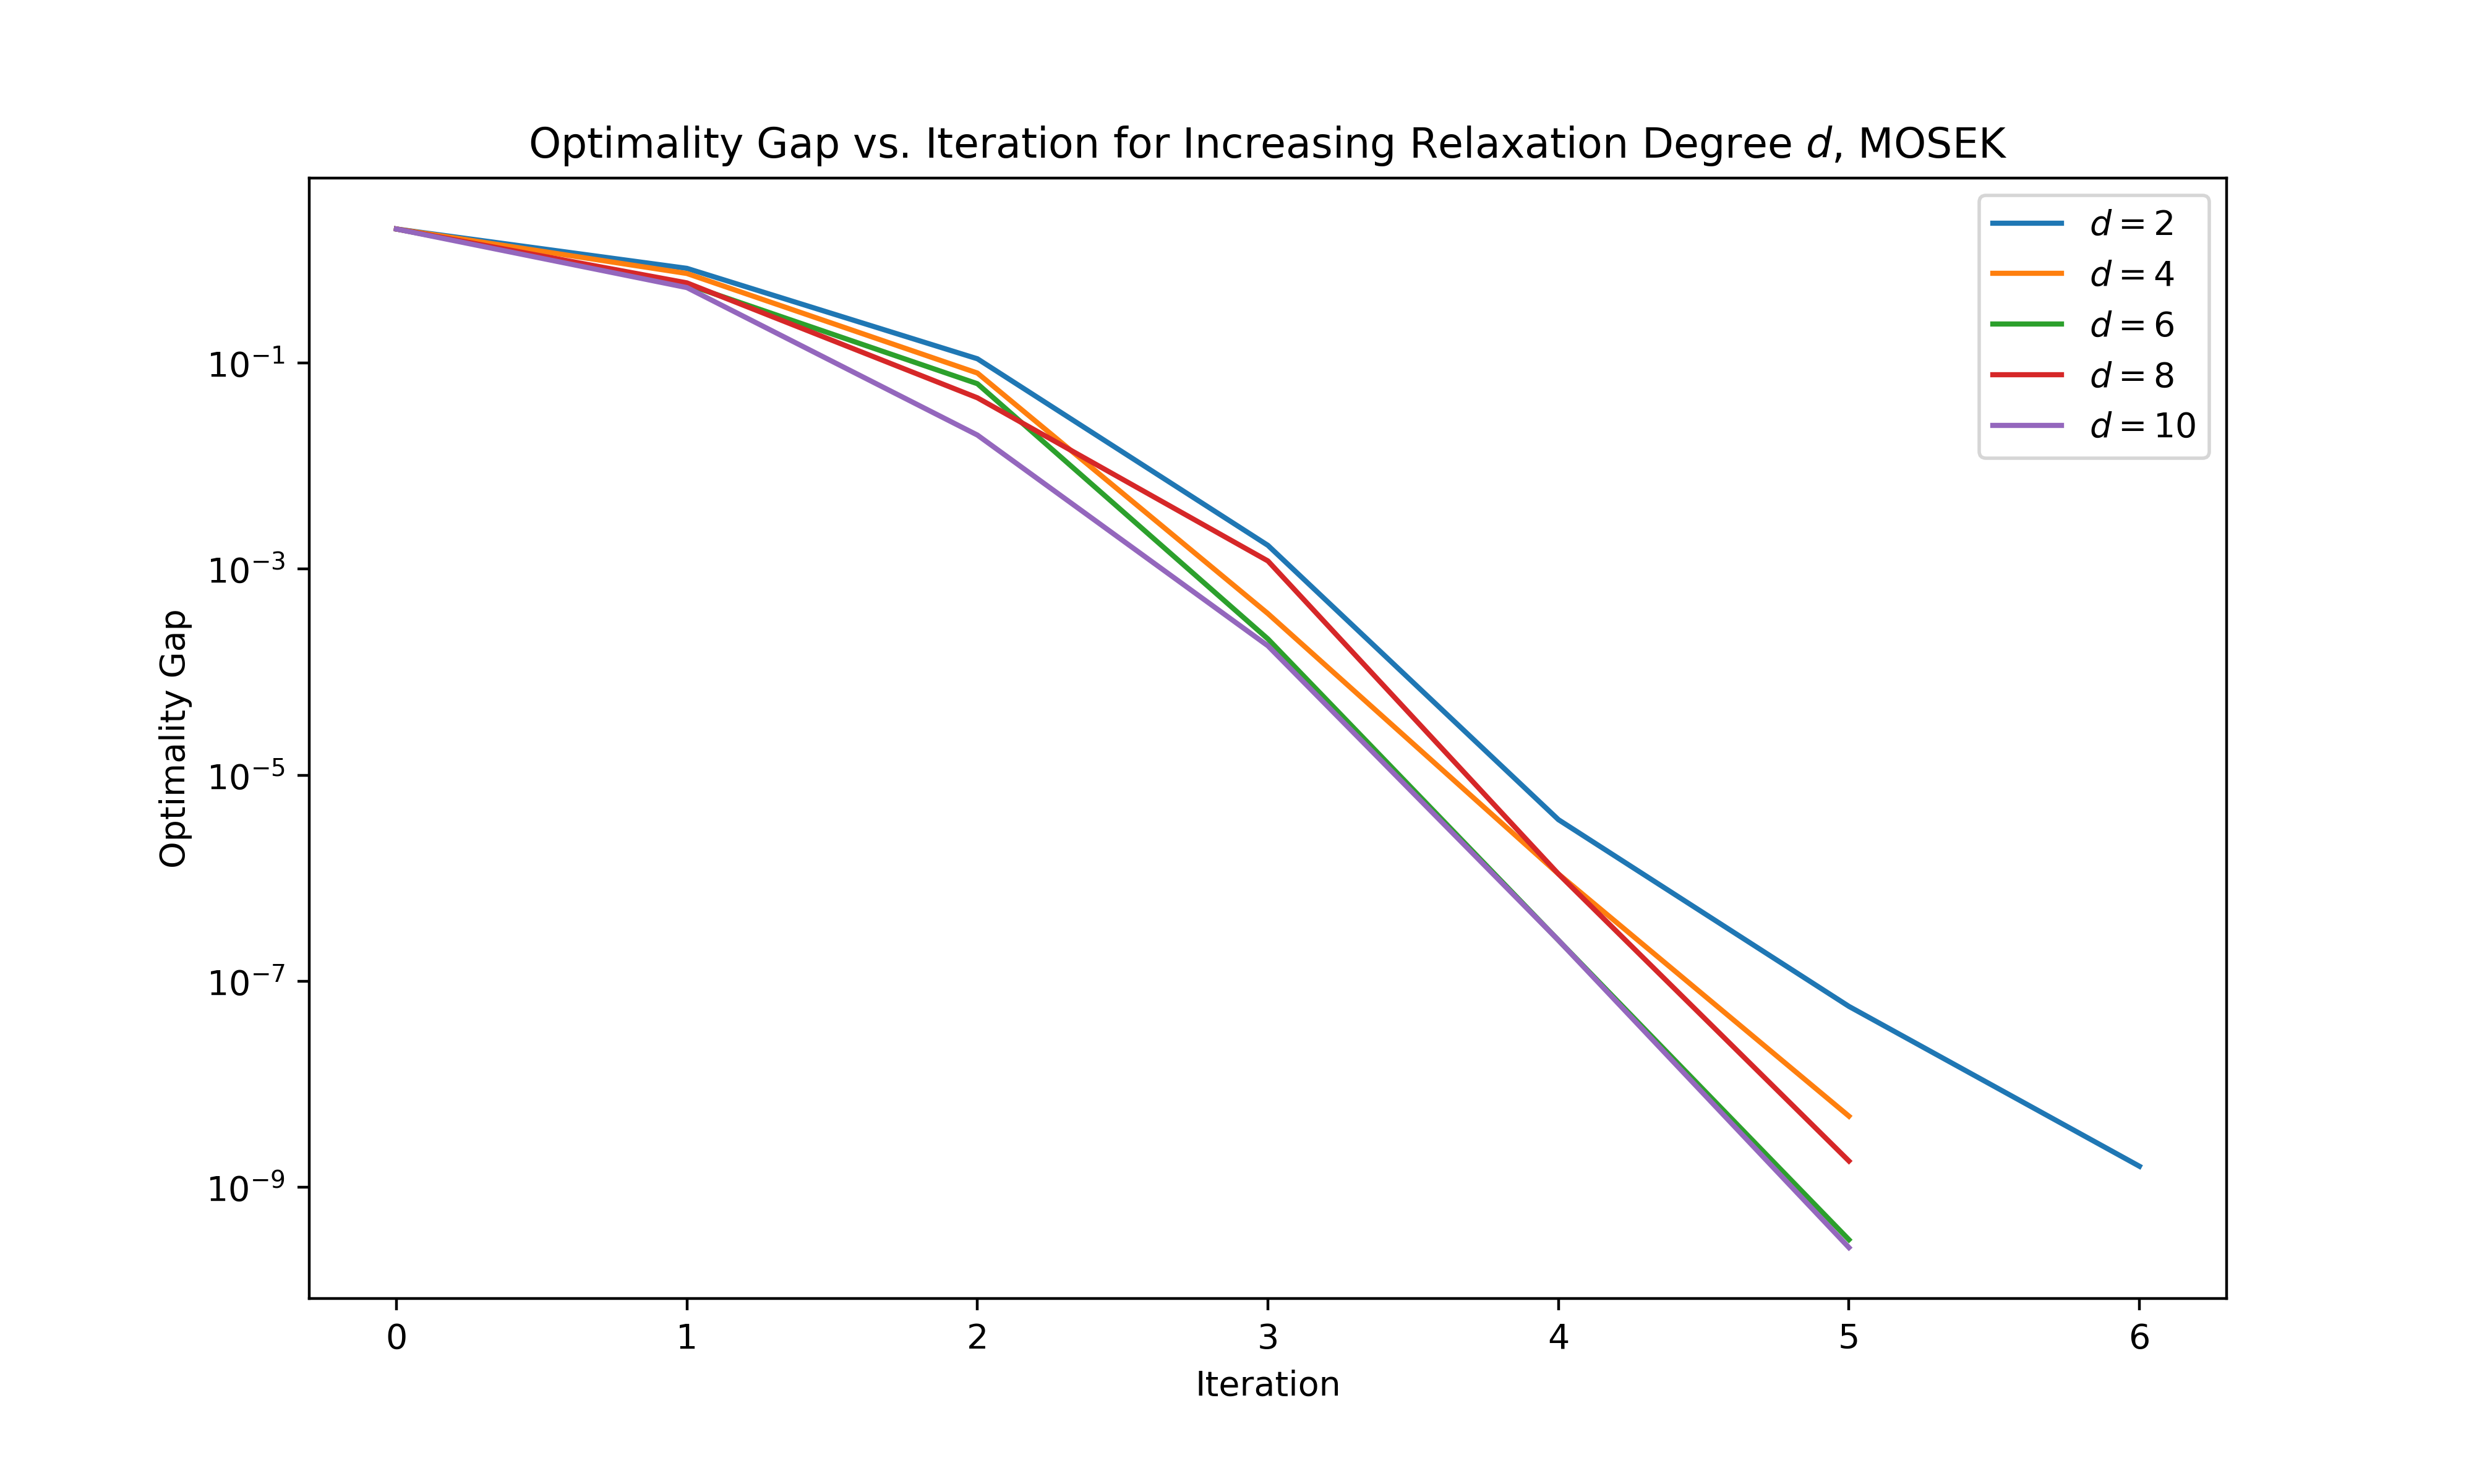 Optimality Gap vs. Iteration for Increasing Relaxation Degree d, MOSEK
d = 2
d = 4
d = 6
d = 8
d = 10
Optimality Gap
10⁻¹
10⁻³
10⁻⁵
10⁻⁷
10⁻⁹
0 1 2 3 4 5 6
Iteration